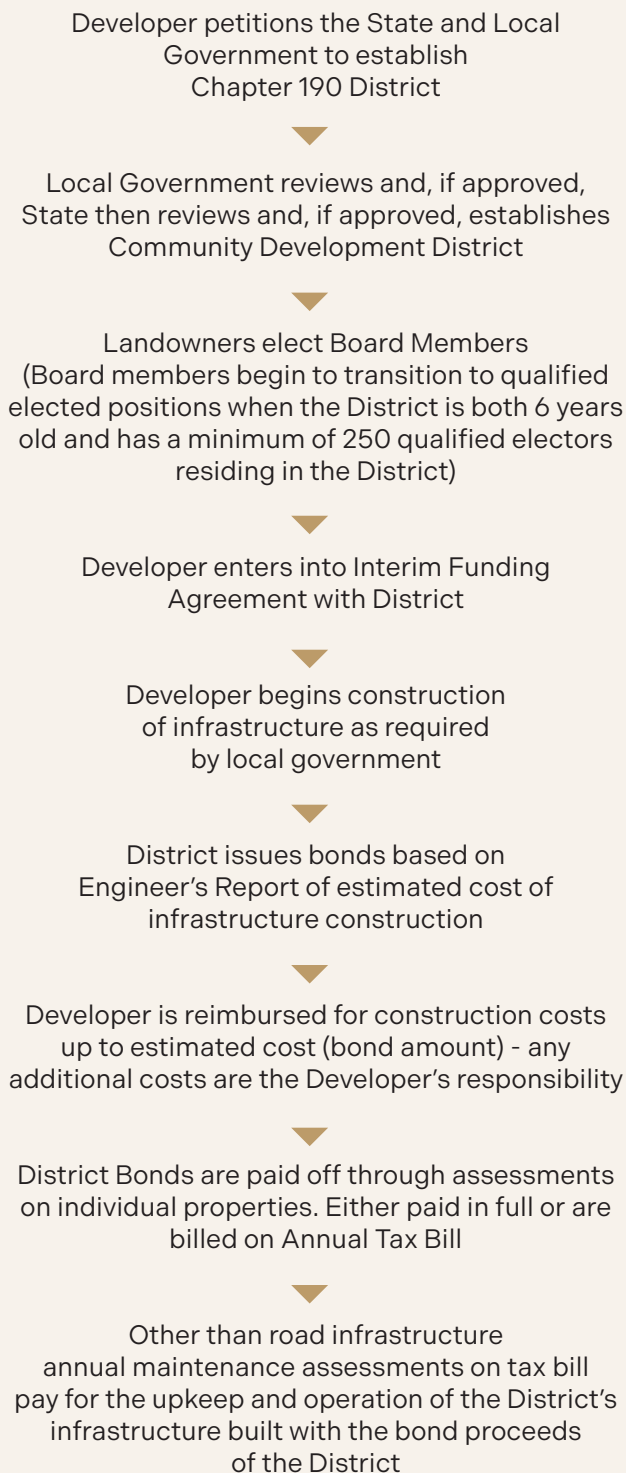 Developer petitions the State and Local
Government to establish
Chapter 190 District
Local Government reviews and, if approved,
State then reviews and, if approved, establishes
Community Development District
Landowners elect Board Members
(Board members begin to transition to qualified
elected positions when the District is both 6 years
old and has a minimum of 250 qualified electors
residing in the District)
Developer enters into Interim Funding
Agreement with District
Developer begins construction
of infrastructure as required
by local government
District issues bonds based on
Engineer’s Report of estimated cost of
infrastructure construction
Developer is reimbursed for construction costs
up to estimated cost (bond amount) - any
additional costs are the Developer’s responsibility
District Bonds are paid off through assessments
on individual properties. Either paid in full or are
billed on Annual Tax Bill
Other than road infrastructure
annual maintenance assessments on tax bill
pay for the upkeep and operation of the District’s
infrastructure built with the bond proceeds
of the District